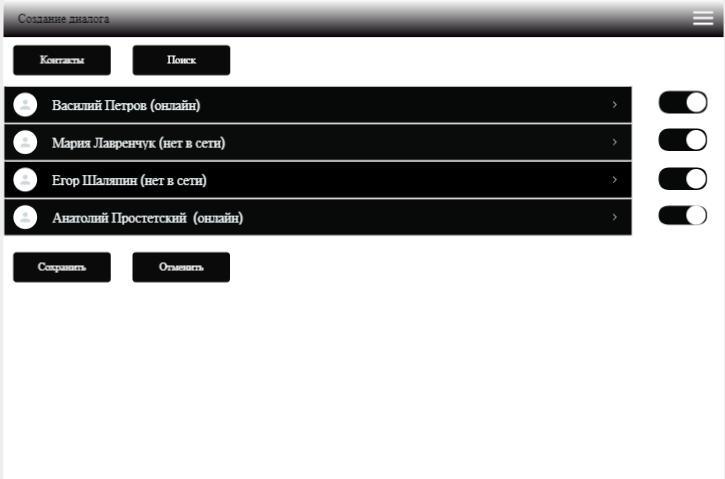 Создание диалога
Контакты Поиск
Василий Петров (онлайн)
Мария Лавренчук (нет в сети)
Егор Шаляпин (нет в сети)
Анатолий Простетский (онлайн)
Сохранить Отменить